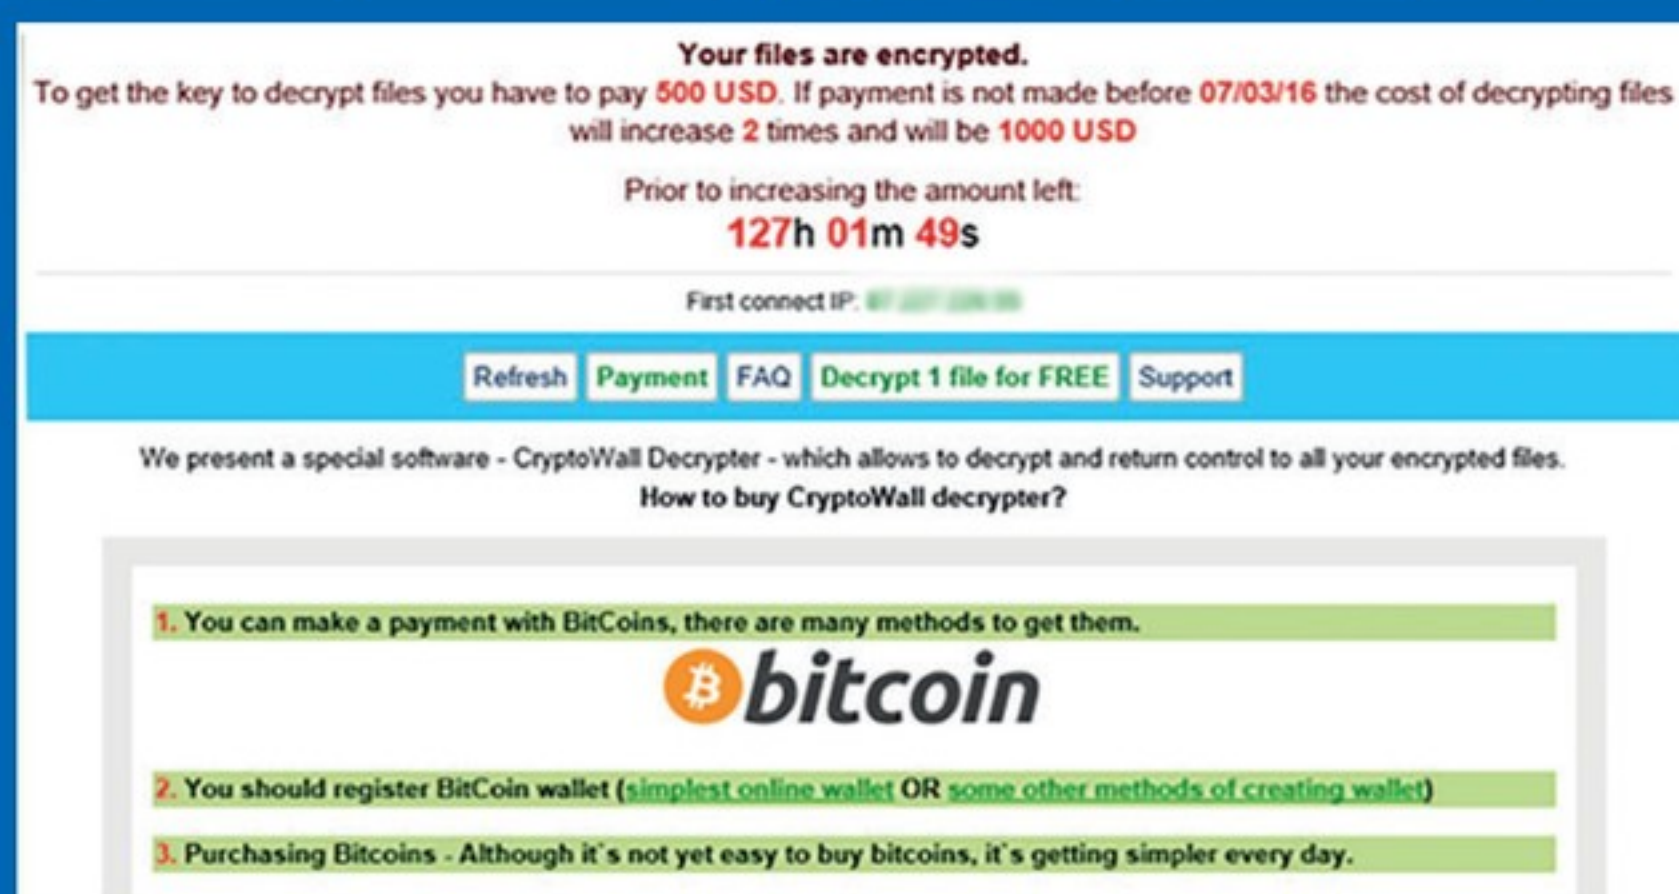 Your files are encrypted.
To get the key to decrypt files you have to pay 500 USD. If payment is not made before 07/03/16 the cost of decrypting files
will increase 2 times and will be 1000 USD
Prior to increasing the amount left:
127h 01m 49s
First connect IP:
Refresh Payment FAQ Decrypt 1 file for FREE Support
We present a special software - CryptoWall Decrypter - which allows to decrypt and return control to all your encrypted files.
How to buy CryptoWall decrypter?
1. You can make a payment with BitCoins, there are many methods to get them.
bitcoin
2. You should register BitCoin wallet (simplest online wallet OR some other methods of creating wallet)
3. Purchasing Bitcoins - Although it`s not yet easy to buy bitcoins, it`s getting simpler every day.